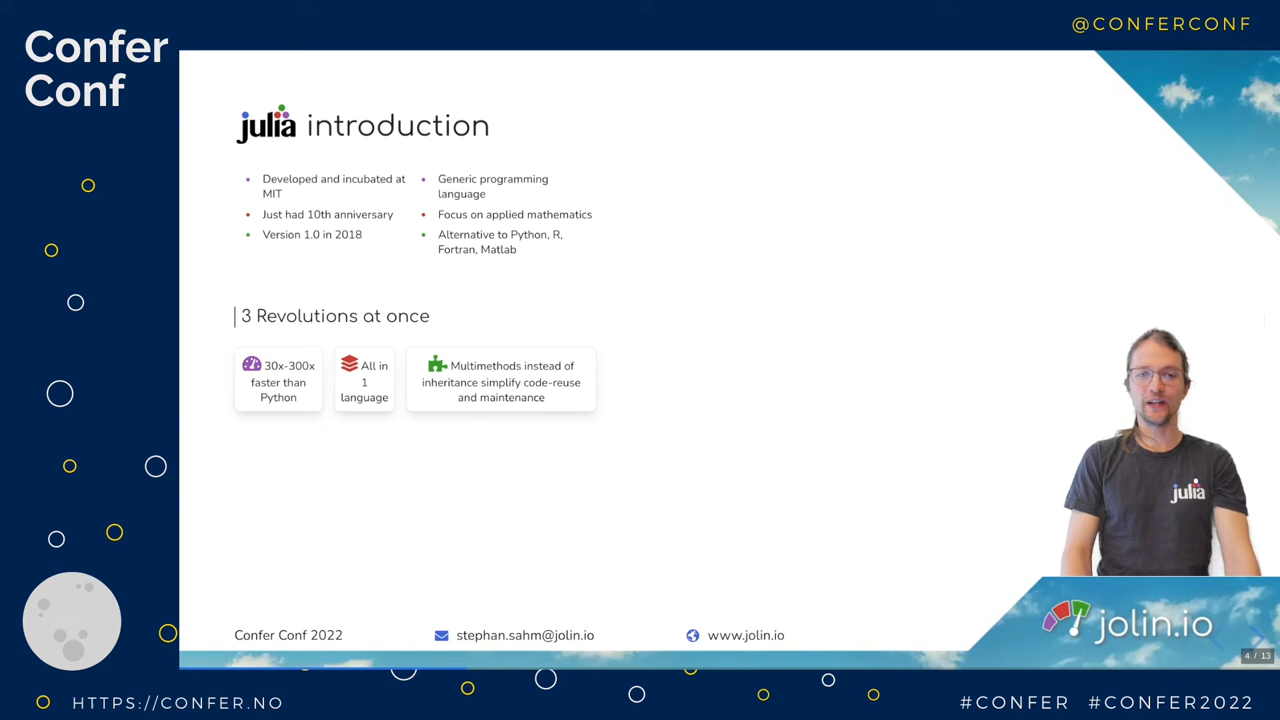 Confer
Conf
@CONFERCONF
julia introduction
Developed and incubated at
MIT
Just had 10th anniversary
Version 1.0 in 2018
Generic programming
language
Focus on applied mathematics
Alternative to Python, R,
Fortran, Matlab
3 Revolutions at once
30x-300x
faster than
Python
All in
1
language
Multimethods instead of
inheritance simplify code-reuse
and maintenance
julia
Confer Conf 2022
stephan.sahm@jolin.io
www.jolin.io
jolin.io
4 / 13
HTTPS://CONFER.NO
#CONFER #CONFER2022